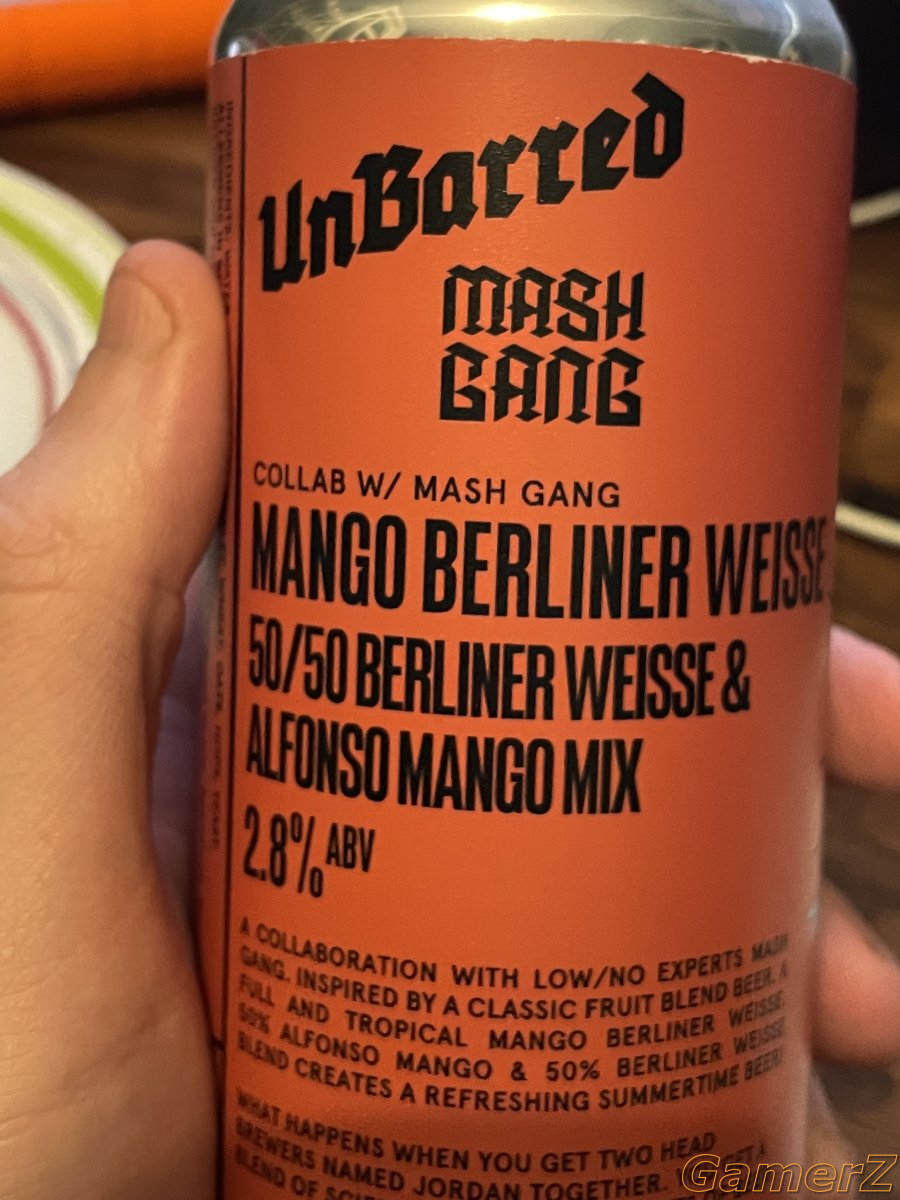 UnBarred
MASH
GANG
COLLAB W/ MASH GANG
MANGO BERLINER WEISSE
50/50 BERLINER WEISSE &
ALFONSO MANGO MIX
2.8% ABV
A COLLABORATION WITH LOW/NO EXPERTS MASH
GANG. INSPIRED BY A CLASSIC FRUIT BLEND BEER. A
FULL AND TROPICAL MANGO BERLINER WEISSE.
50% ALFONSO MANGO & 50% BERLINER WEISSE
BLEND CREATES A REFRESHING SUMMERTIME BEER!
WHAT HAPPENS WHEN YOU GET TWO HEAD
BREWERS NAMED JORDAN TOGETHER.
BLEND OF
INGREDIENTS:
GamerZ